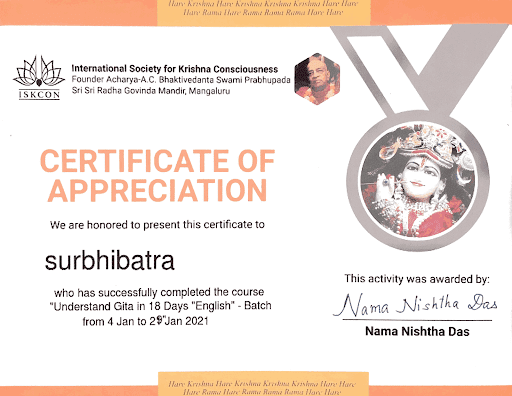 Hare Krishna Hare Krishna Krishna Krishna Hare Hare
Hare Rama Hare Rama Rama Rama Hare Hare
ISKCON
International Society for Krishna Consciousness
Founder Acharya-A.C. Bhaktivedanta Swami Prabhupada
Sri Sri Radha Govinda Mandir, Mangaluru
CERTIFICATE OF
APPRECIATION
We are honored to present this certificate to
surbhibatra
who has successfully completed the course
"Understand Gita in 18 Days "English" - Batch
from 4 Jan to Jan 2021
This activity was awarded by:
Nama Nishtha Das
Nama Nishtha Das
Hare Krishna Hare Krishna Krishna Krishna Hare Hare
Hare Rama Hare Rama Rama Rama Hare Hare